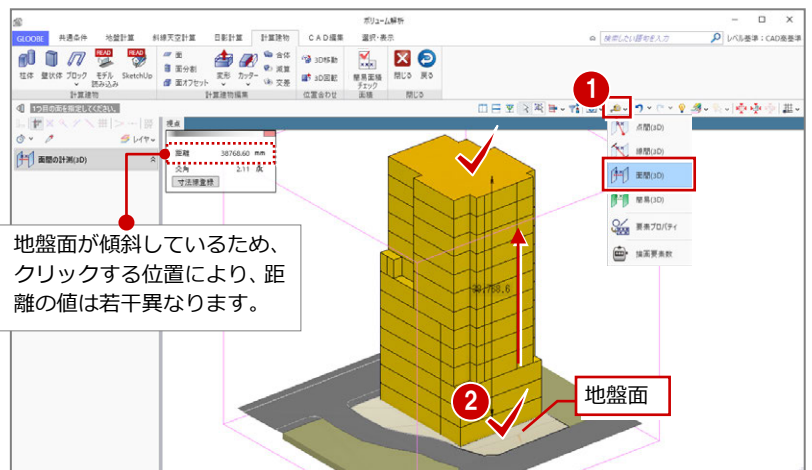 ボリューム解析
GLOOBE 共通条件 地盤計算 斜線天空計算 日影計算 計算建物 CAD編集 選択・表示
検索したい語句を入力
レベル基準:CAD高基準
柱体 壁状体 ブロック モデル読み込み SketchUp
面
面分割
面オフセット
変形 カッター
合体
減算
交差
3D移動
3D回転
簡易面積チェック
閉じる 戻る
計算建物 計算建物編集 位置合わせ 面積 閉じる
1つ目の面を指定してください。
レイヤ
面間の計測(3D)
視点
距離 38768.60 mm
交角 2.11 度
寸法線登録
1
点間(3D)
線間(3D)
面間(3D)
簡易(3D)
要素プロパティ
描画要素数
地盤面が傾斜しているため、
クリックする位置により、距
離の値は若干異なります。
38,768.6
2
地盤面